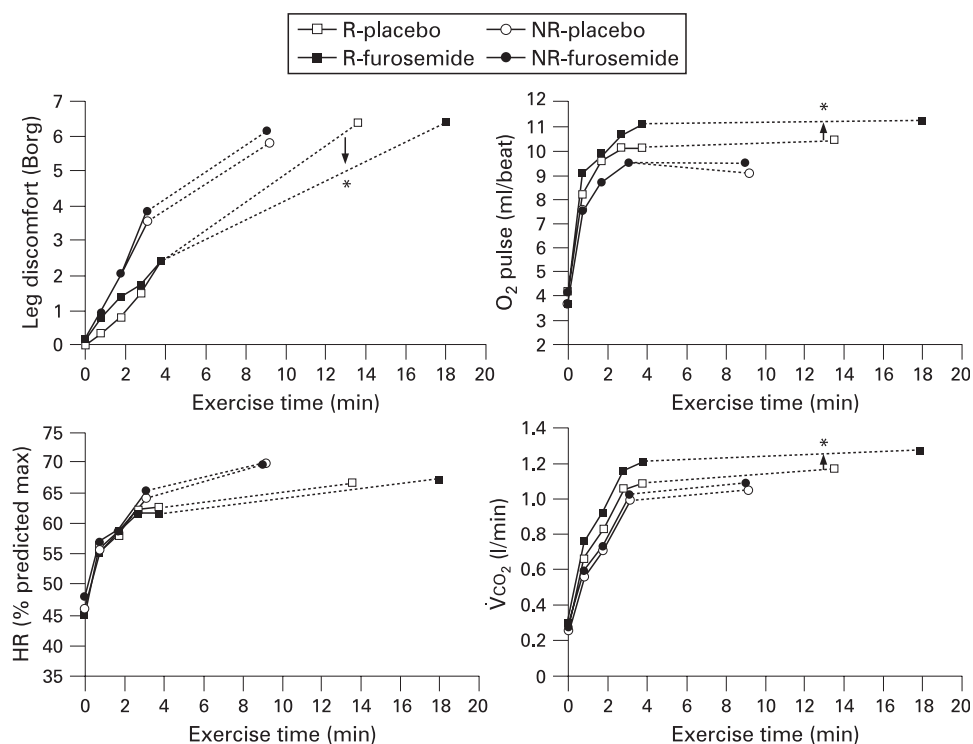 R-placebo NR-placebo
R-furosemide NR-furosemide
Leg discomfort (Borg)
7
6
5
4
3
2
1
0
0 2 4 6 8 10 12 14 16 18 20
Exercise time (min)
*
O2 pulse (ml/beat)
12
11
10
9
8
7
6
5
4
3
2
0 2 4 6 8 10 12 14 16 18 20
Exercise time (min)
*
HR (% predicted max)
75
70
65
60
55
50
45
40
35
0 2 4 6 8 10 12 14 16 18 20
Exercise time (min)
V̇CO2 (l/min)
1.4
1.2
1.0
0.8
0.6
0.4
0.2
0
0 2 4 6 8 10 12 14 16 18 20
Exercise time (min)
*